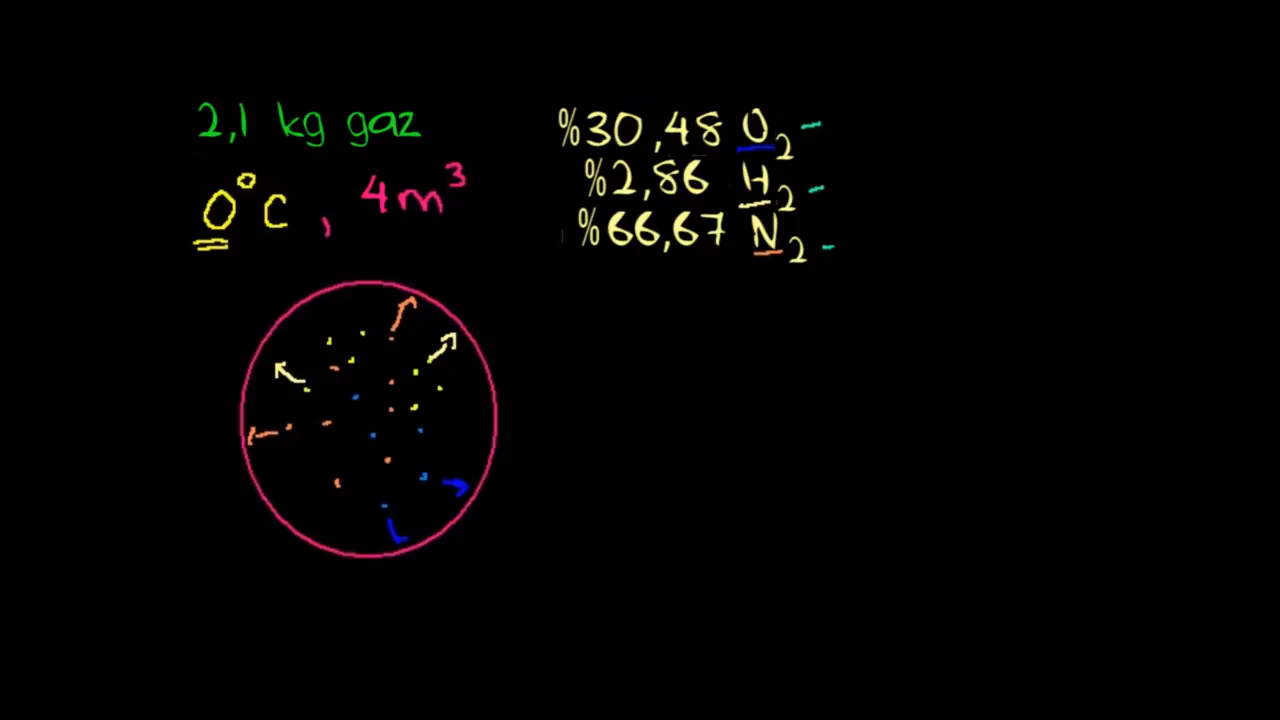 2,1 kg gaz
0°C, 4m³
%30,48 O₂ -
%2,86 H₂ -
%66,67 N₂ -